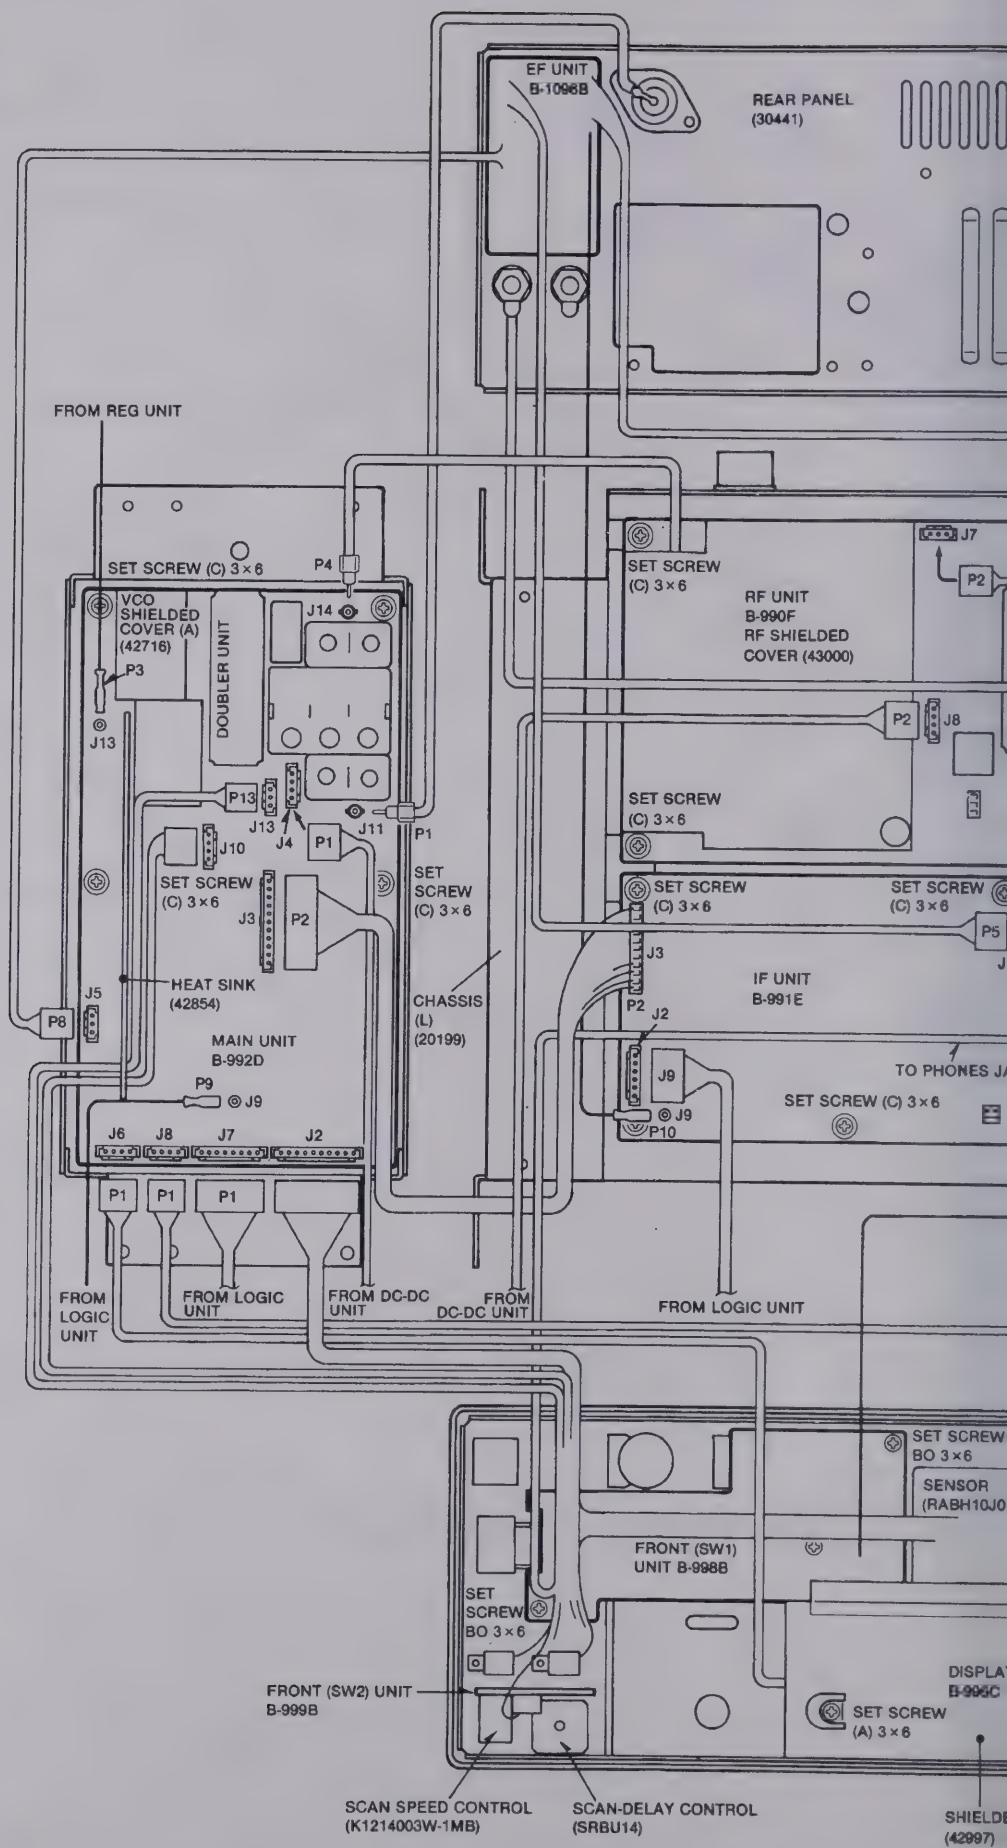 EF UNIT
B-1096B
REAR PANEL
(30441)
FROM REG UNIT
P4
J7
SET SCREW (C) 3×6
SET SCREW
(C) 3×6
P2
VCO
SHIELDED
COVER (A)
(42716)
J14
RF UNIT
B-990F
RF SHIELDED
COVER (43000)
DOUBLER UNIT
P3
J13
P2
J8
P13
J13
J4
SET SCREW
(C) 3×6
J11
P1
P1
J10
SET SCREW
(C) 3×6
SET
SCREW
(C) 3×6
SET SCREW
(C) 3×6
SET SCREW
(C) 3×6
J3
P2
P5
J3
J
HEAT SINK
(42854)
CHASSIS
(L)
(20199)
IF UNIT
B-991E
J5
P8
P2
J2
MAIN UNIT
B-992D
TO PHONES JA
P9
J9
J9
SET SCREW (C) 3×6
J9
P10
J6
J8
J7
J2
P1
P1
P1
FROM
LOGIC
UNIT
FROM LOGIC
UNIT
FROM DC-DC
UNIT
FROM
DC-DC UNIT
FROM LOGIC UNIT
SET SCREW
BO 3×6
SENSOR
(RABH10J0
FRONT (SW1)
UNIT B-998B
SET
SCREW
BO 3×6
FRONT (SW2) UNIT
B-999B
DISPLAY
B-996C
SET SCREW
(A) 3×6
SCAN SPEED CONTROL
(K1214003W-1MB)
SCAN-DELAY CONTROL
(SRBU14)
SHIELDE
(42997)